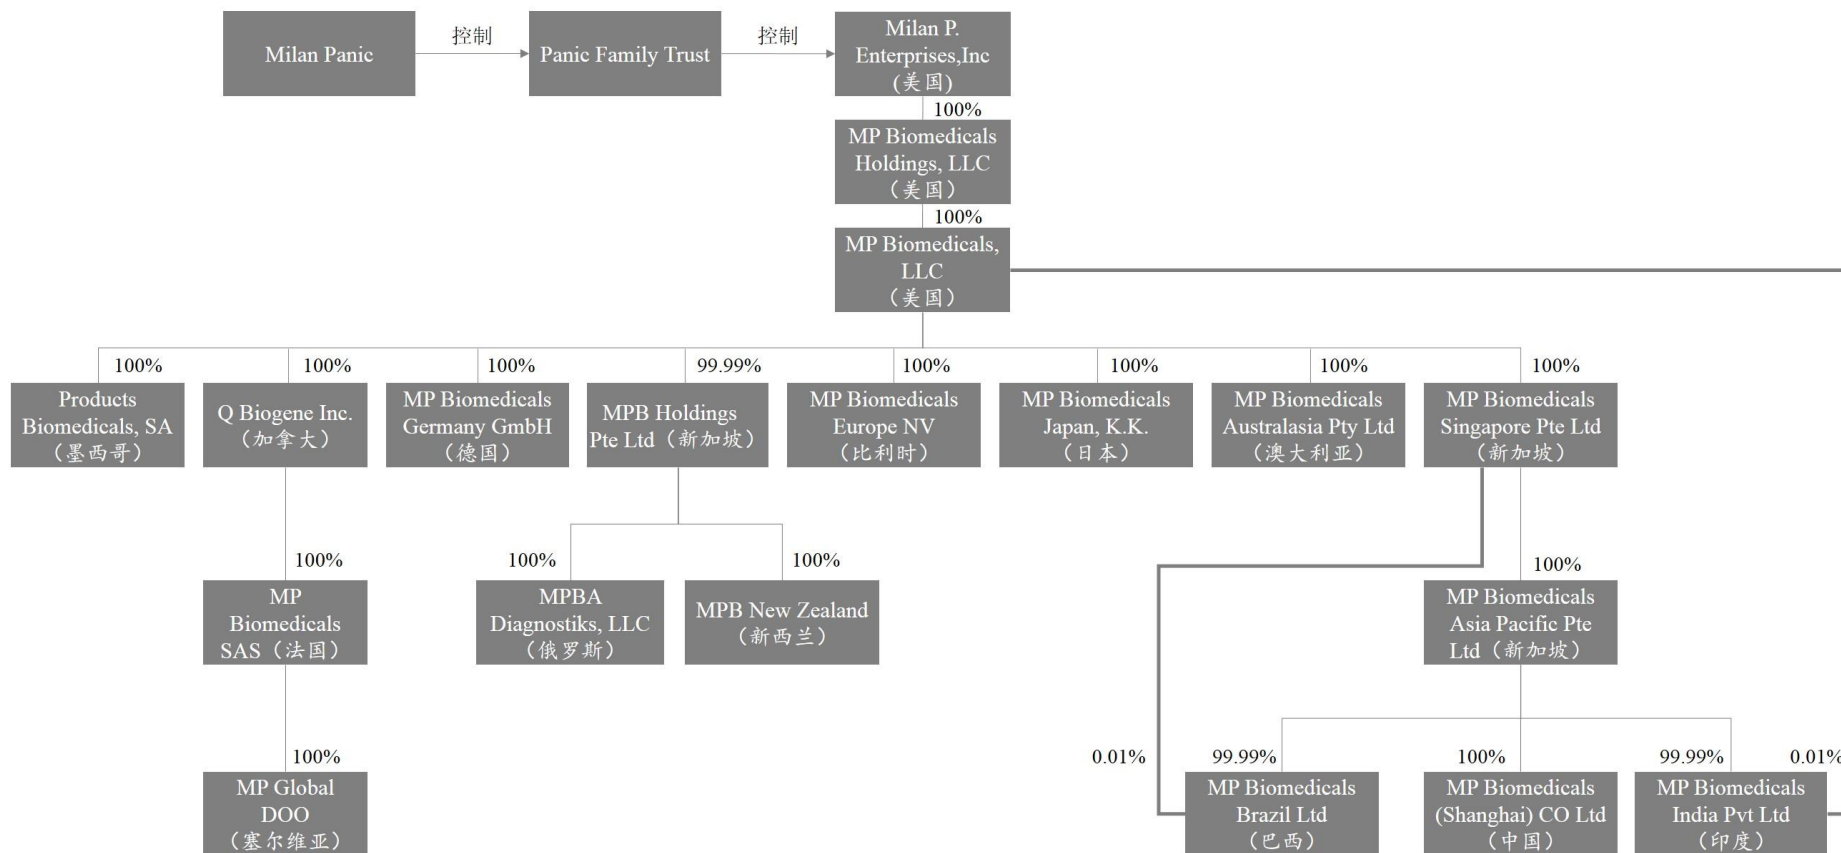 Milan Panic
控制
Panic Family Trust
控制
Milan P.
Enterprises,Inc
(美国)
100%
MP Biomedicals
Holdings, LLC
（美国）
100%
MP Biomedicals,
LLC
（美国）
100%
100%
100%
99.99%
100%
100%
100%
100%
Products
Biomedicals, SA
（墨西哥）
Q Biogene Inc.
（加拿大）
MP Biomedicals
Germany GmbH
（德国）
MPB Holdings
Pte Ltd（新加坡）
MP Biomedicals
Europe NV
（比利时）
MP Biomedicals
Japan, K.K.
（日本）
MP Biomedicals
Australasia Pty Ltd
（澳大利亚）
MP Biomedicals
Singapore Pte Ltd
（新加坡）
100%
100%
100%
100%
MP
Biomedicals
SAS（法国）
MPBA
Diagnostiks, LLC
（俄罗斯）
MPB New Zealand
（新西兰）
MP Biomedicals
Asia Pacific Pte
Ltd（新加坡）
100%
0.01%
99.99%
100%
99.99%
0.01%
MP Global
DOO
（塞尔维亚）
MP Biomedicals
Brazil Ltd
（巴西）
MP Biomedicals
(Shanghai) CO Ltd
（中国）
MP Biomedicals
India Pvt Ltd
（印度）